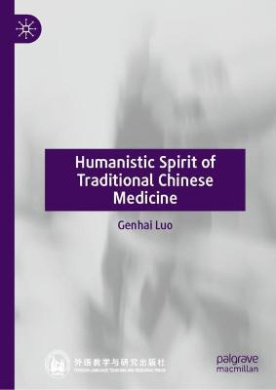 Humanistic Spirit of
Traditional Chinese
Medicine
Genhai Luo
外语教学与研究出版社
FOREIGN LANGUAGE TEACHING AND RESEARCH PRESS
palgrave
macmillan